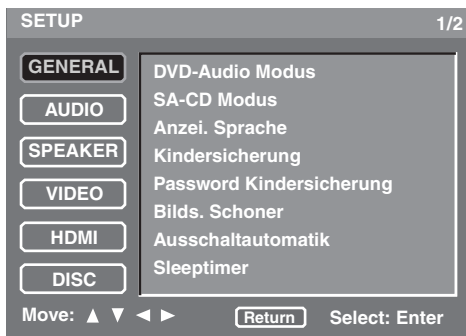 SETUP 1/2
GENERAL
AUDIO
SPEAKER
VIDEO
HDMI
DISC
DVD-Audio Modus
SA-CD Modus
Anzei. Sprache
Kindersicherung
Password Kindersicherung
Bilds. Schoner
Ausschaltautomatik
Sleeptimer
Move: ▲ ▼ ◄ ► Return Select: Enter